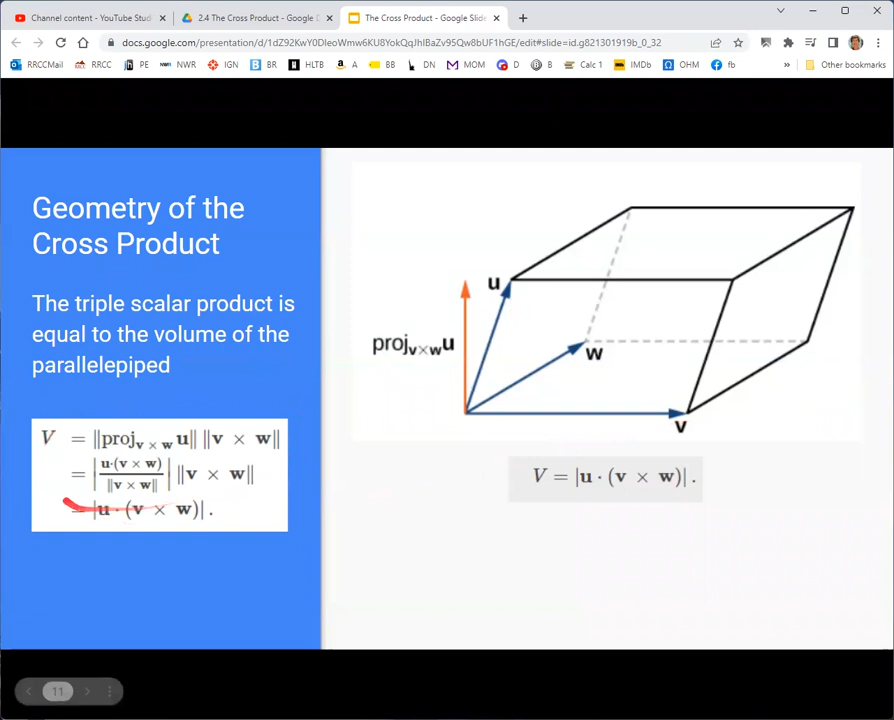 Channel content - YouTube Stud
2.4 The Cross Product - Google D
The Cross Product - Google Slide
docs.google.com/presentation/d/1dZ92KwY0DleoWmw6KU8YokQqJhIBaZv95Qw8bUF1hGE/edit#slide=id.g821301919b_0_32
RRCCMail RRCC PE NWR IGN BR HLTB A BB DN MOM D B Calc 1 IMDb OHM fb » Other bookmarks
Geometry of the
Cross Product
The triple scalar product is
equal to the volume of the
parallelepiped
V = ‖proj_{v × w} u‖ ‖v × w‖
= |u·(v × w) / ‖v × w‖| ‖v × w‖
= |u · (v × w)| .
u
proj_{v×w}u
w
v
V = |u · (v × w)| .
11